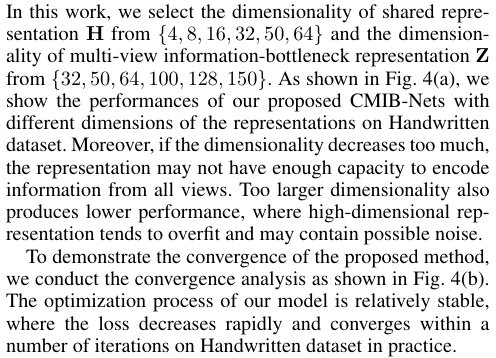 In this work, we select the dimensionality of shared repre-
sentation H from {4, 8, 16, 32, 50, 64} and the dimension-
ality of multi-view information-bottleneck representation Z
from {32, 50, 64, 100, 128, 150}. As shown in Fig. 4(a), we
show the performances of our proposed CMIB-Nets with
different dimensions of the representations on Handwritten
dataset. Moreover, if the dimensionality decreases too much,
the representation may not have enough capacity to encode
information from all views. Too larger dimensionality also
produces lower performance, where high-dimensional rep-
resentation tends to overfit and may contain possible noise.
To demonstrate the convergence of the proposed method,
we conduct the convergence analysis as shown in Fig. 4(b).
The optimization process of our model is relatively stable,
where the loss decreases rapidly and converges within a
number of iterations on Handwritten dataset in practice.